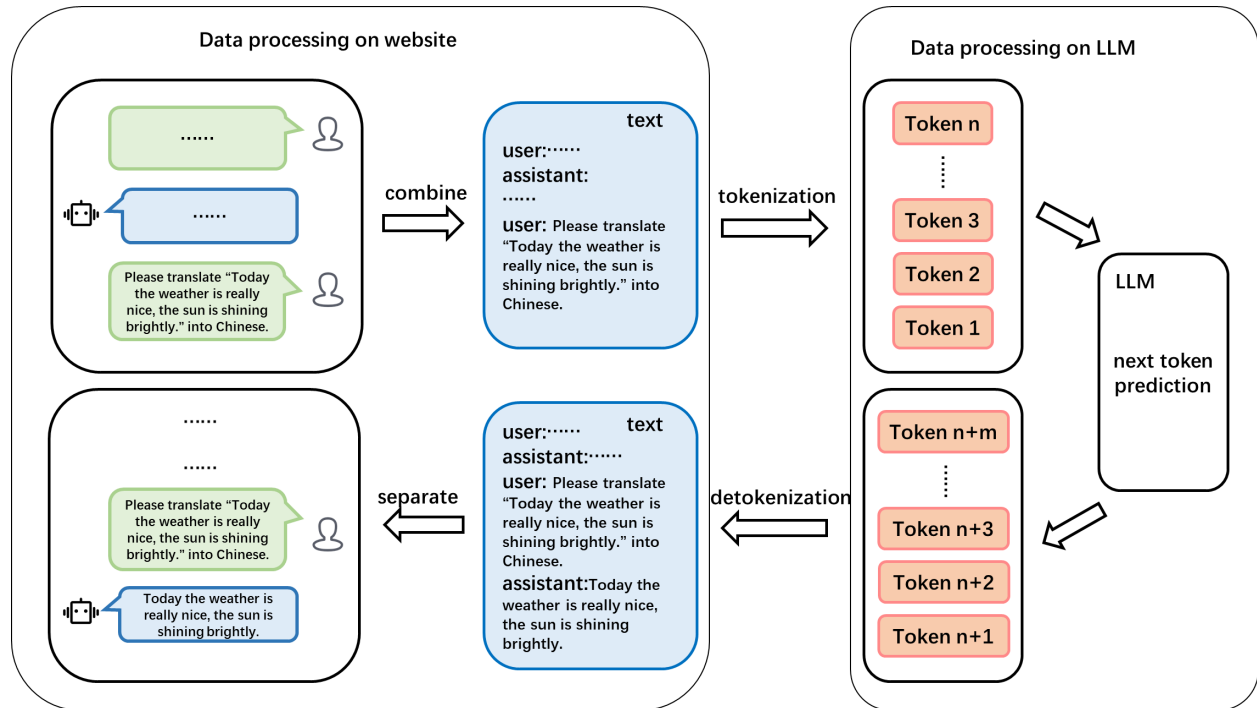 Data processing on website
……
……
Please translate “Today
the weather is really
nice, the sun is shining
brightly.” into Chinese.
combine
text
user:······
assistant:
······
user: Please translate
“Today the weather is
really nice, the sun is
shining brightly.” into
Chinese.
tokenization
Data processing on LLM
Token n
Token 3
Token 2
Token 1
LLM
next token
prediction
Token n+m
Token n+3
Token n+2
Token n+1
detokenization
text
user:······
assistant:······
user: Please translate
“Today the weather is
really nice, the sun is
shining brightly.” into
Chinese.
assistant:Today the
weather is really nice,
the sun is shining
brightly.
separate
……
……
Please translate “Today
the weather is really
nice, the sun is shining
brightly.” into Chinese.
Today the weather is
really nice, the sun is
shining brightly.